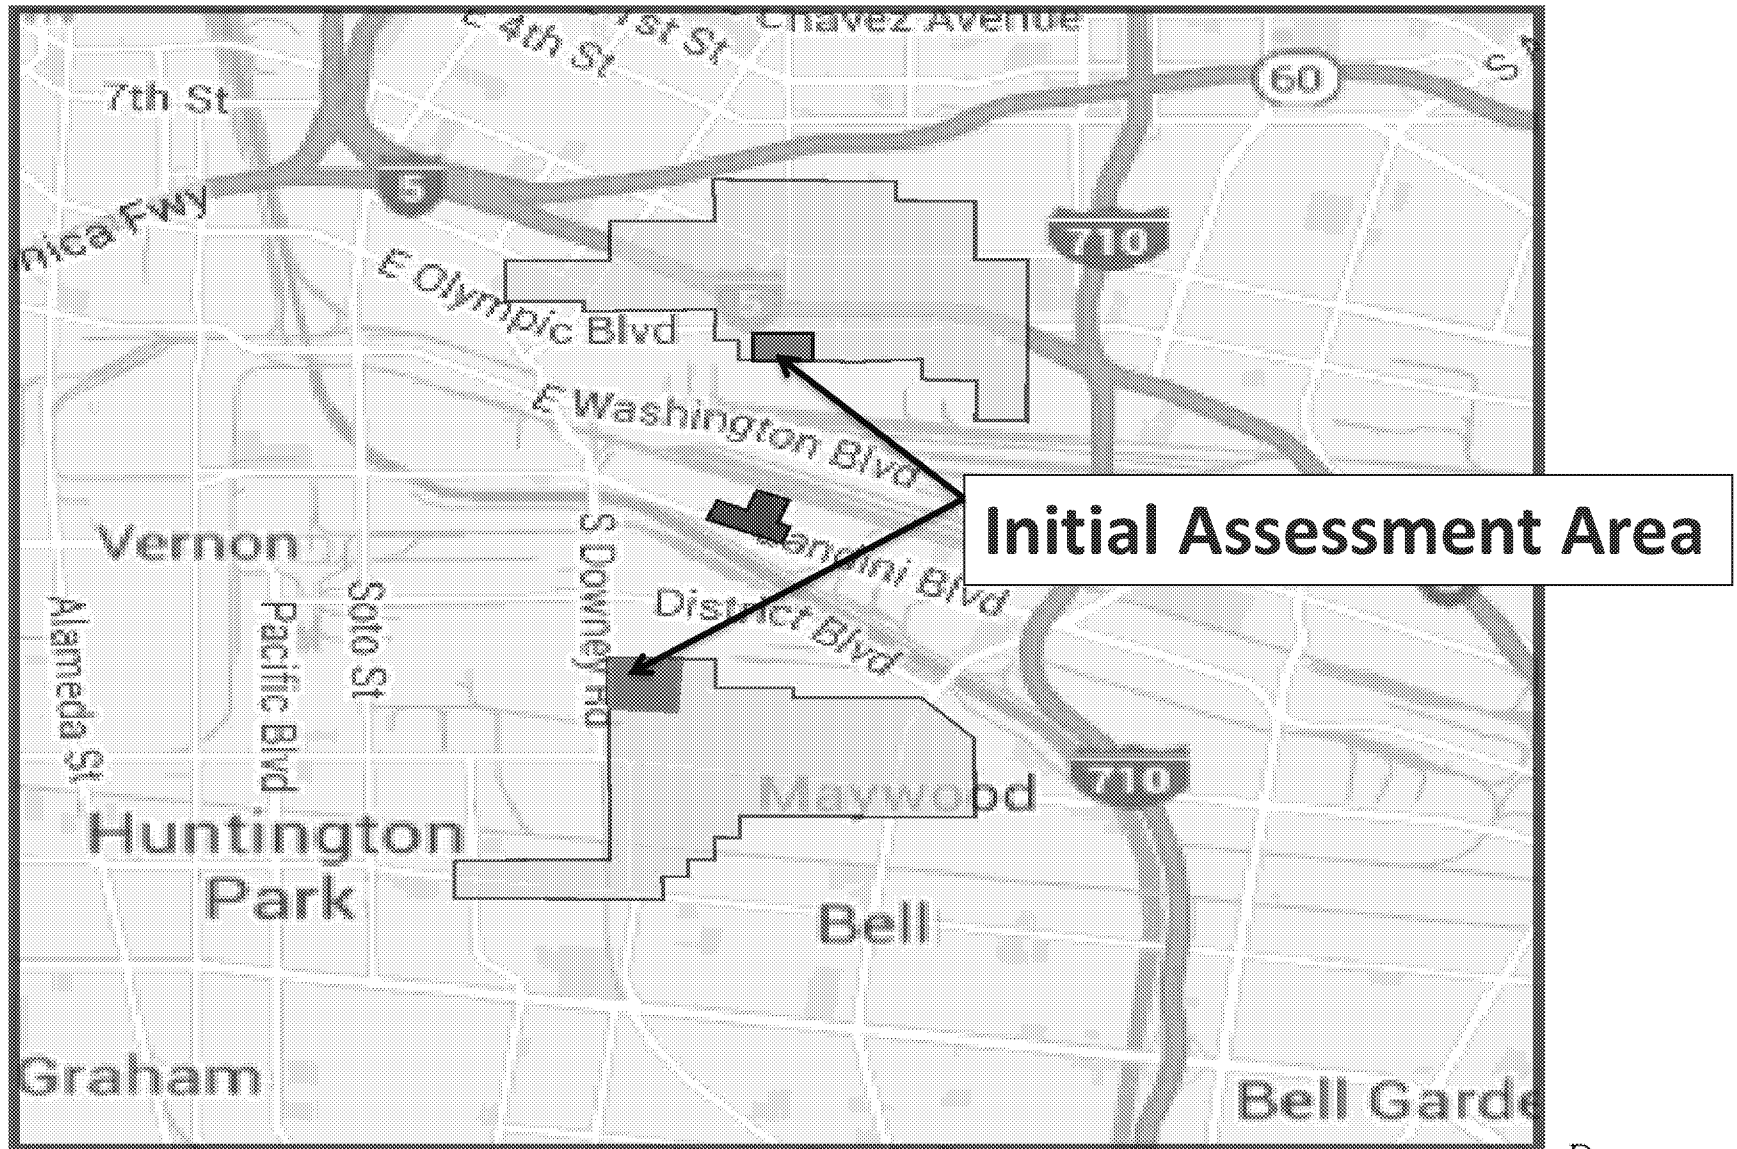 Chavez Avenue
E 4th St
1st St
60
7th St
5
nica Fwy
710
E Olympic Blvd
E Washington Blvd
Initial Assessment Area
Vernon
S Downey Rd
Bandini Blvd
District Blvd
Alameda St
Pacific Blvd
Soto St
710
Maywood
Huntington
Park
Bell
Graham
Bell Garde